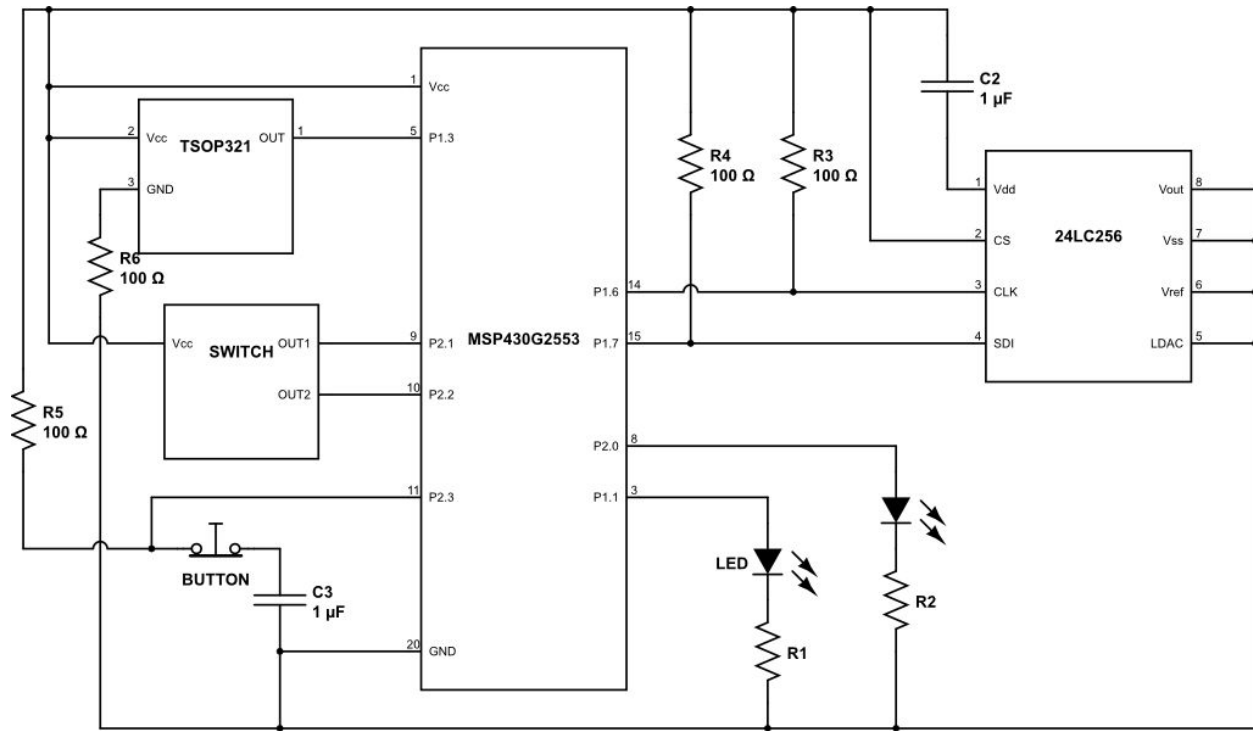 C2
1 µF
1
Vcc
2
Vcc
OUT
1
5
P1.3
TSOP321
3
GND
R6
100 Ω
R4
100 Ω
R3
100 Ω
1
Vdd
Vout
8
2
CS
24LC256
Vss
7
3
CLK
Vref
6
4
SDI
LDAC
5
P1.6
14
P1.7
15
MSP430G2553
Vcc
SWITCH
OUT1
9
P2.1
OUT2
10
P2.2
R5
100 Ω
P2.0
8
11
P2.3
P1.1
3
BUTTON
C3
1 µF
LED
R2
R1
20
GND